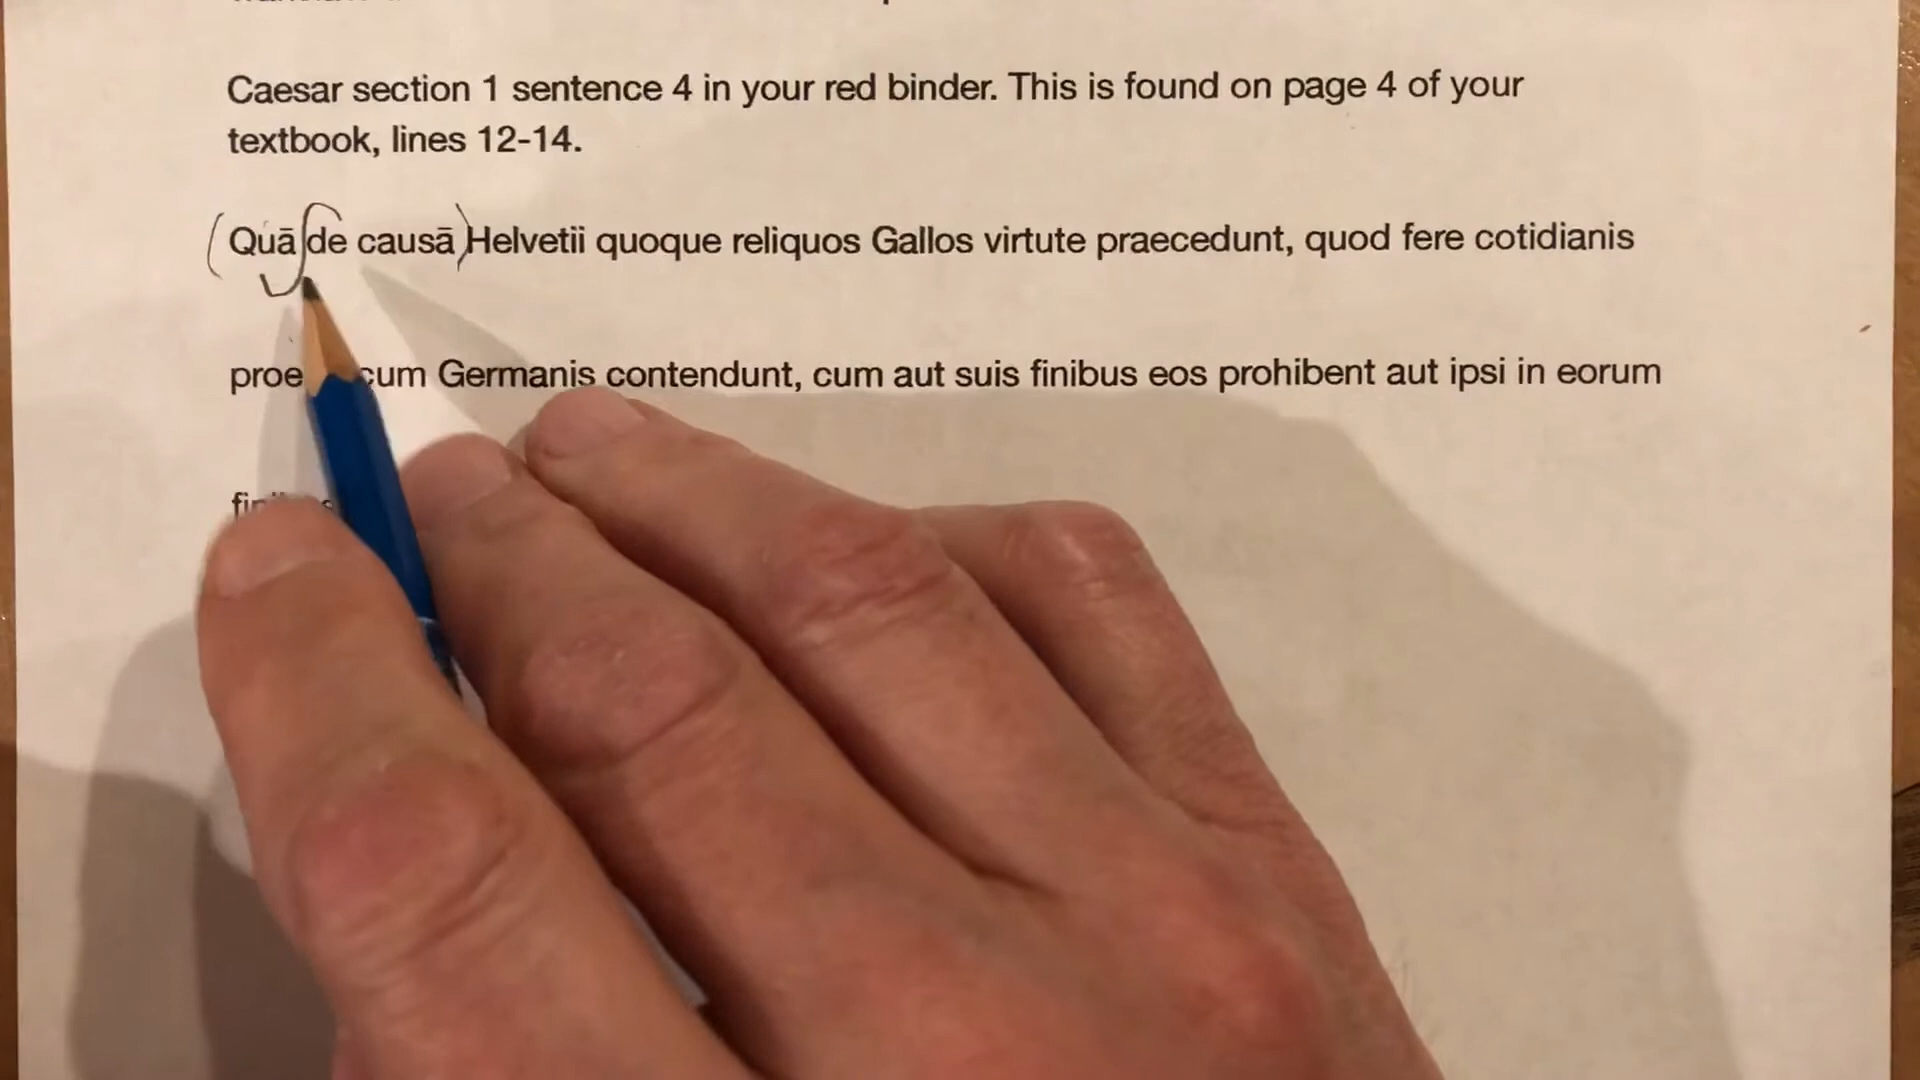 Caesar section 1 sentence 4 in your red binder. This is found on page 4 of your
textbook, lines 12-14.
Quā de causā Helvetii quoque reliquos Gallos virtute praecedunt, quod fere cotidianis
cum Germanis contendunt, cum aut suis finibus eos prohibent aut ipsi in eorum